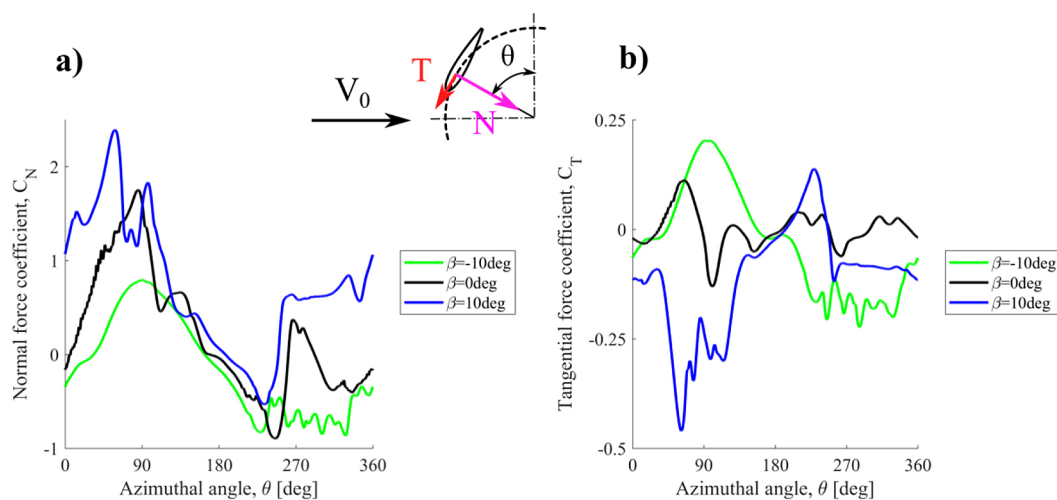 a)
V0
T
N
θ
b)
Normal force coefficient, CN
2
1
0
-1
0
90
180
270
360
Azimuthal angle, θ [deg]
β=-10deg
β=0deg
β=10deg
Tangential force coefficient, CT
0.25
0
-0.25
-0.5
0
90
180
270
360
Azimuthal angle, θ [deg]
β=-10deg
β=0deg
β=10deg